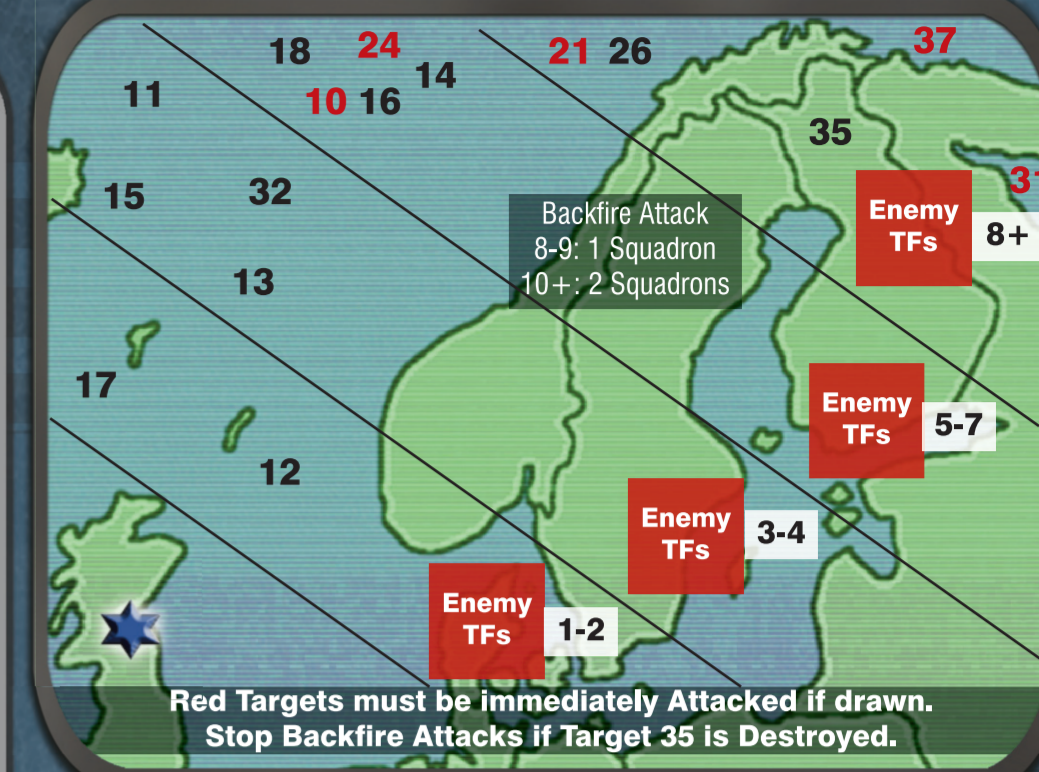 18 24 21 26 37
11 10 16 14
35
15 32 31
Backfire Attack
8-9: 1 Squadron
10+: 2 Squadrons
Enemy
TFs
8+
13
17
Enemy
TFs
5-7
12
Enemy
TFs
3-4
Enemy
TFs
1-2
Red Targets must be immediately Attacked if drawn.
Stop Backfire Attacks if Target 35 is Destroyed.